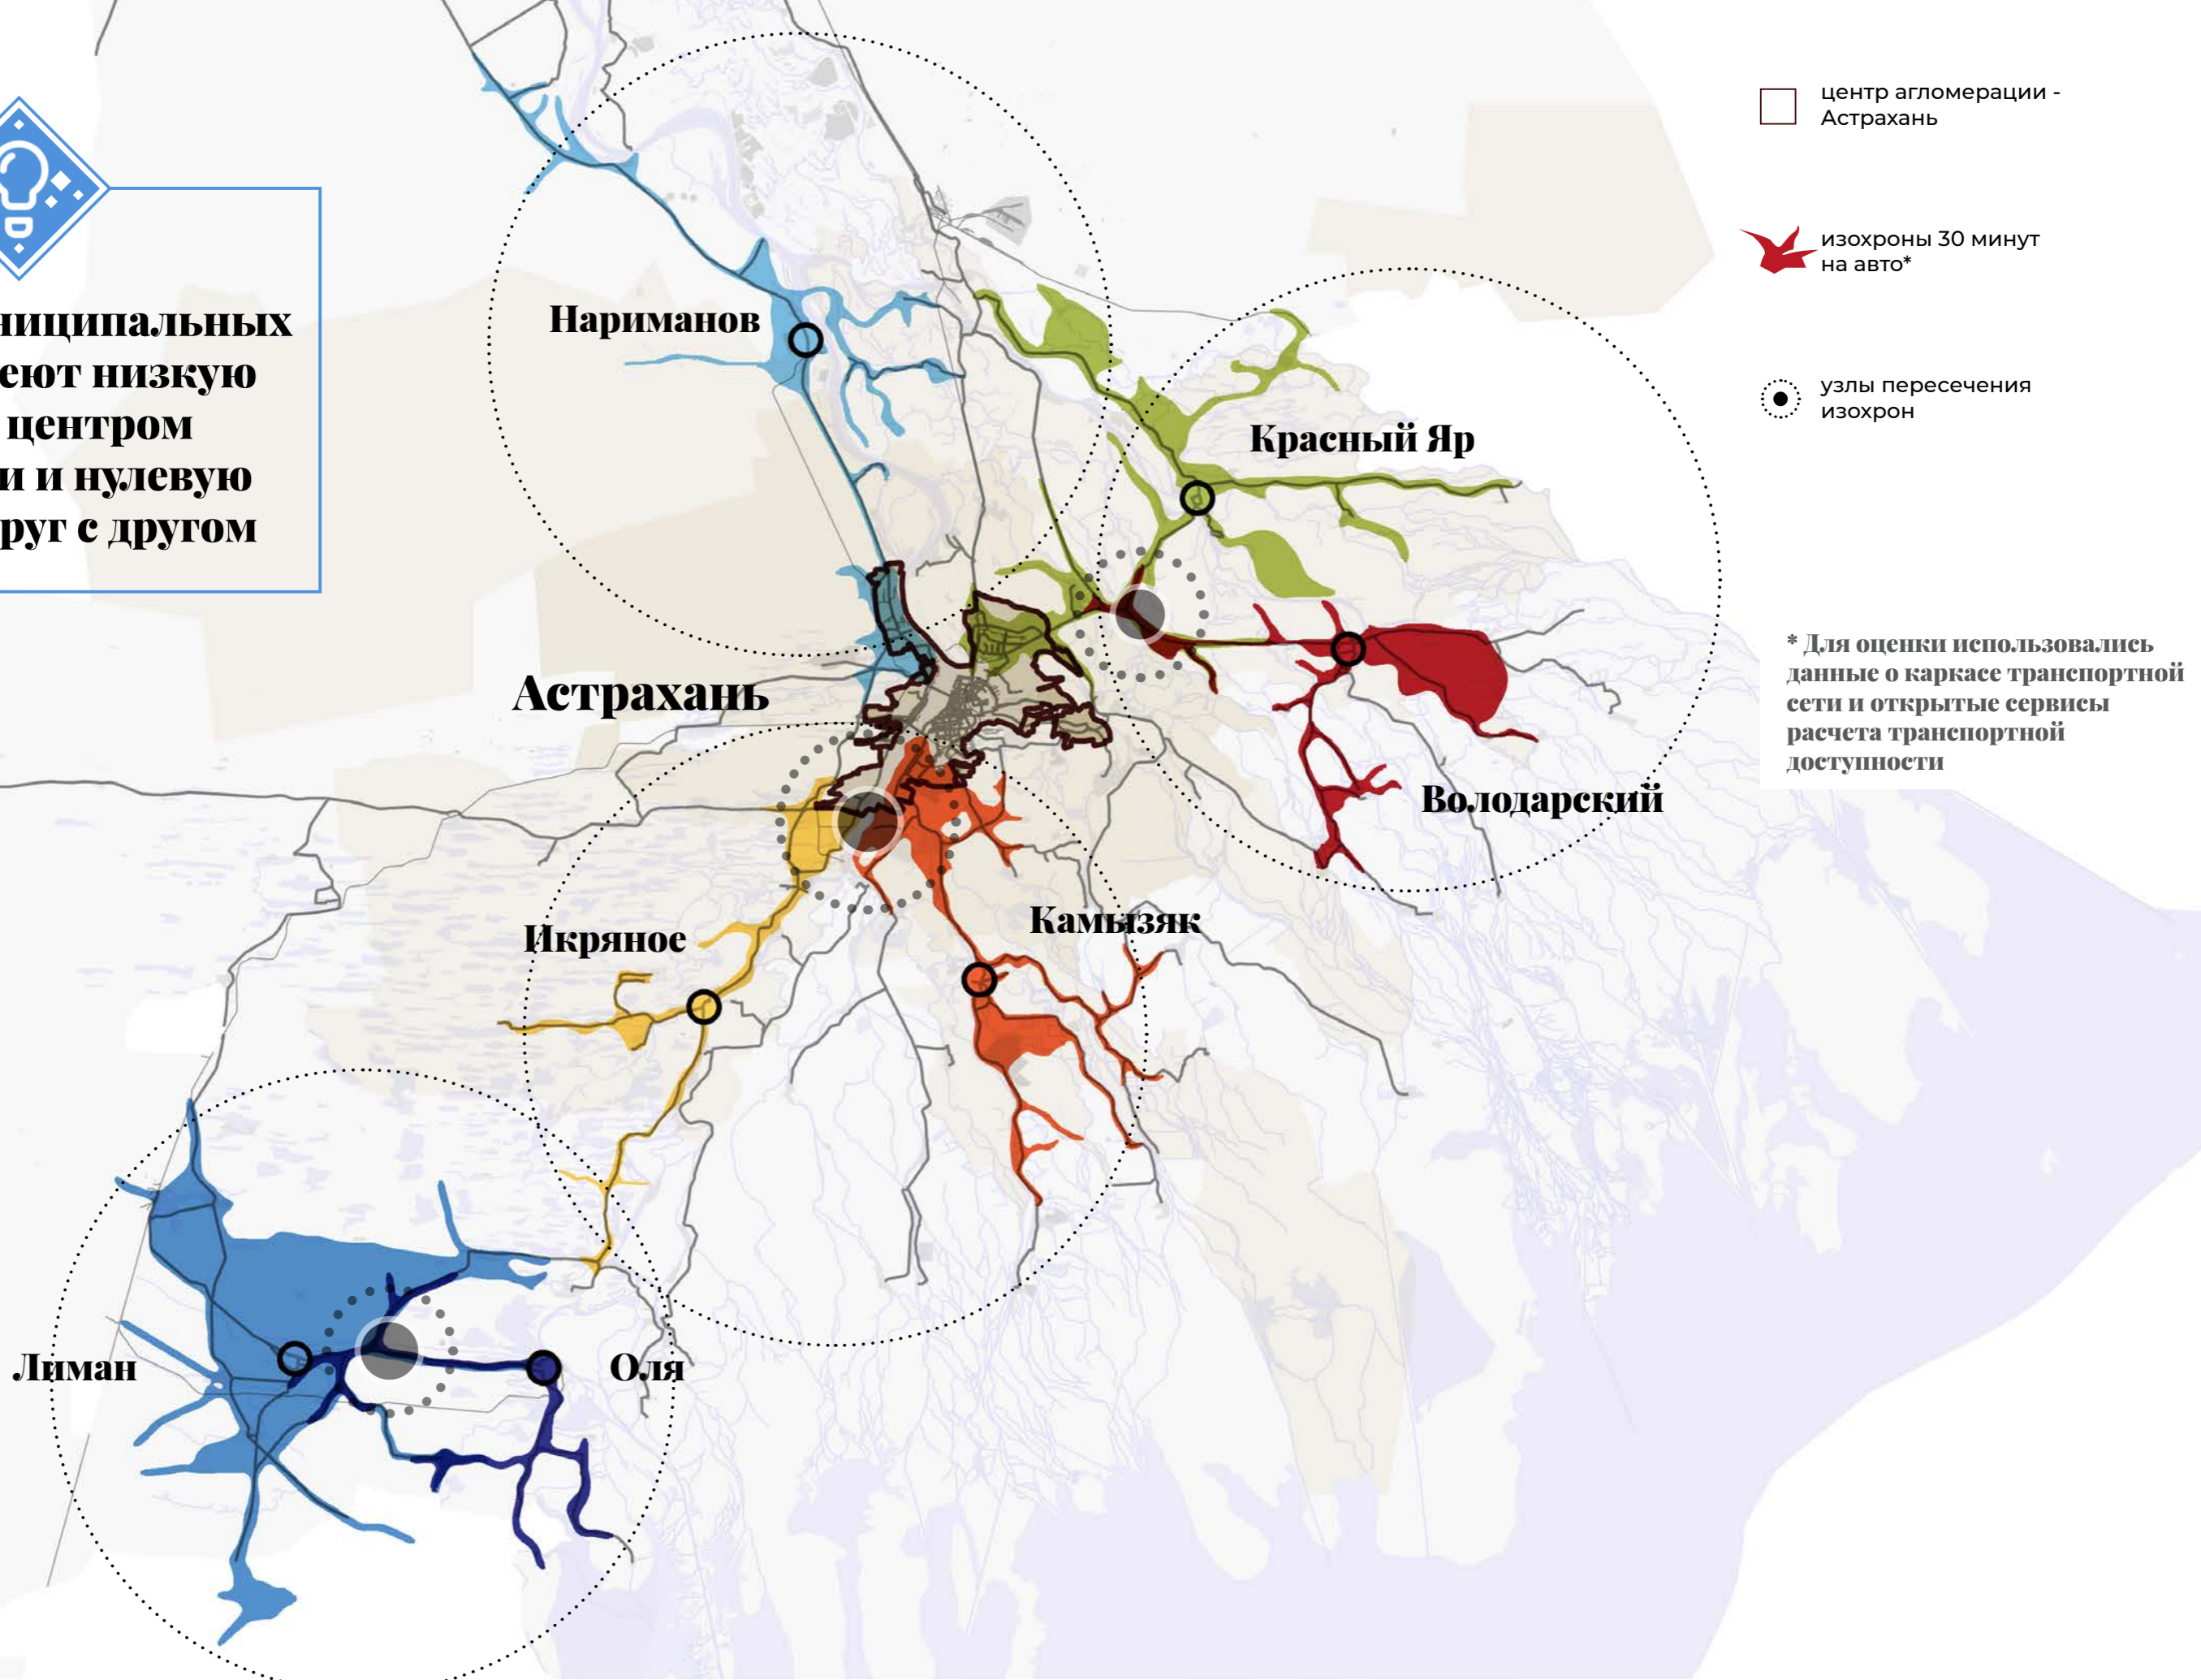 ниципальных
еют низкую
центром
и и нулевую
руг с другом
Нариманов
Красный Яр
Астрахань
Володарский
Икряное
Камызяк
Лиман
Оля
центр агломерации -
Астрахань
изохроны 30 минут
на авто*
узлы пересечения
изохрон
* Для оценки использовались
данные о каркасе транспортной
сети и открытые сервисы
расчета транспортной
доступности